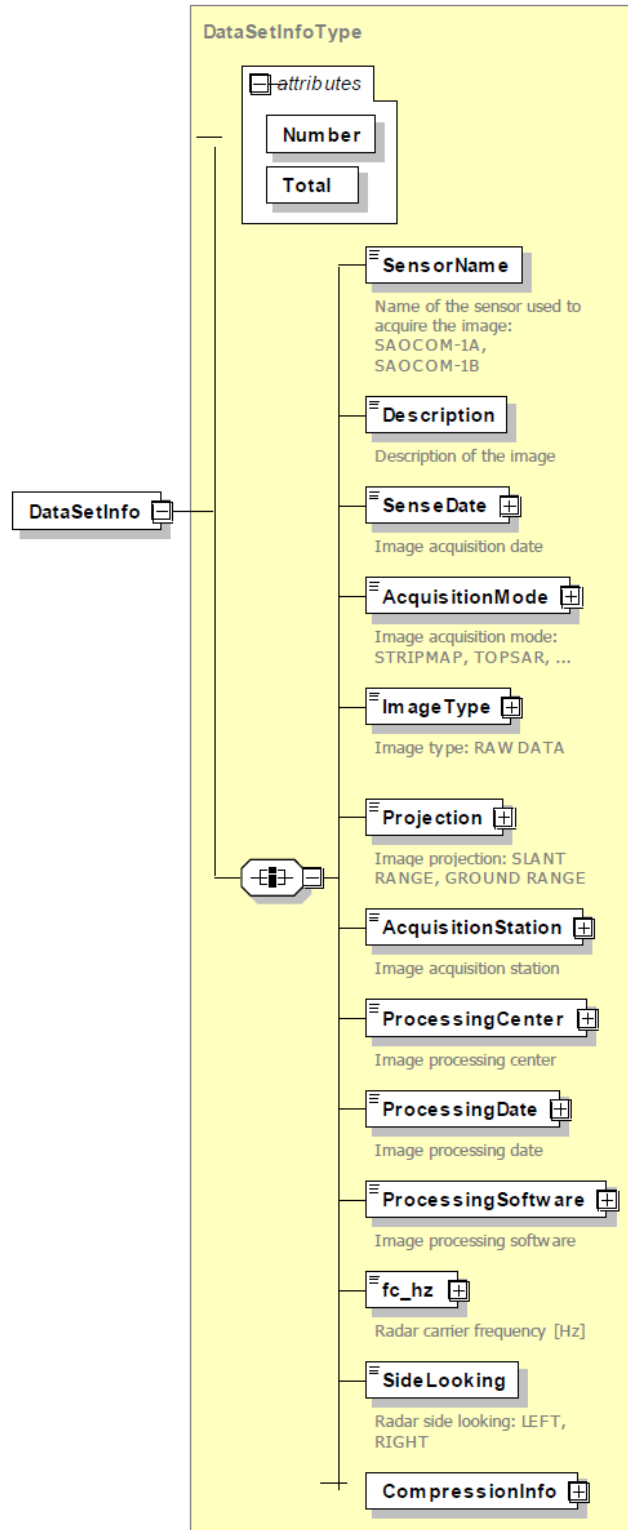 DataSetInfoType
attributes
Number
Total
SensorName
Name of the sensor used to
acquire the image:
SAOCOM-1A,
SAOCOM-1B
Description
Description of the image
DataSetInfo
SenseDate
Image acquisition date
AcquisitionMode
Image acquisition mode:
STRIPMAP, TOPSAR, ...
ImageType
Image type: RAW DATA
Projection
Image projection: SLANT
RANGE, GROUND RANGE
AcquisitionStation
Image acquisition station
ProcessingCenter
Image processing center
ProcessingDate
Image processing date
ProcessingSoftware
Image processing software
fc_hz
Radar carrier frequency [Hz]
SideLooking
Radar side looking: LEFT,
RIGHT
CompressionInfo